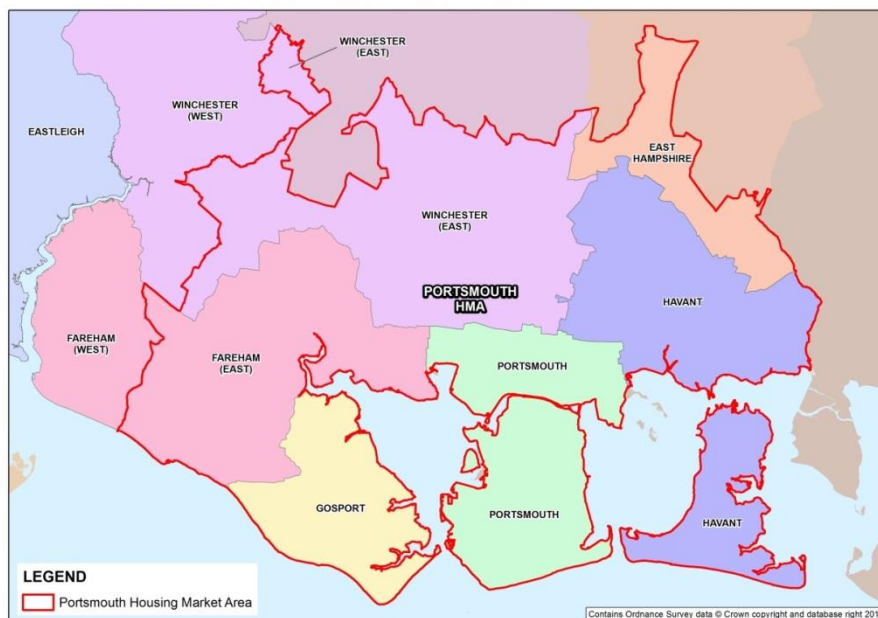 WINCHESTER
(EAST)
WINCHESTER
(WEST)
EASTLEIGH
EAST
HAMPSHIRE
WINCHESTER
(EAST)
PORTSMOUTH
HMA
HAVANT
FAREHAM
(WEST)
FAREHAM
(EAST)
PORTSMOUTH
GOSPORT
PORTSMOUTH
HAVANT
LEGEND
Portsmouth Housing Market Area
Contains Ordnance Survey data © Crown copyright and database right 201